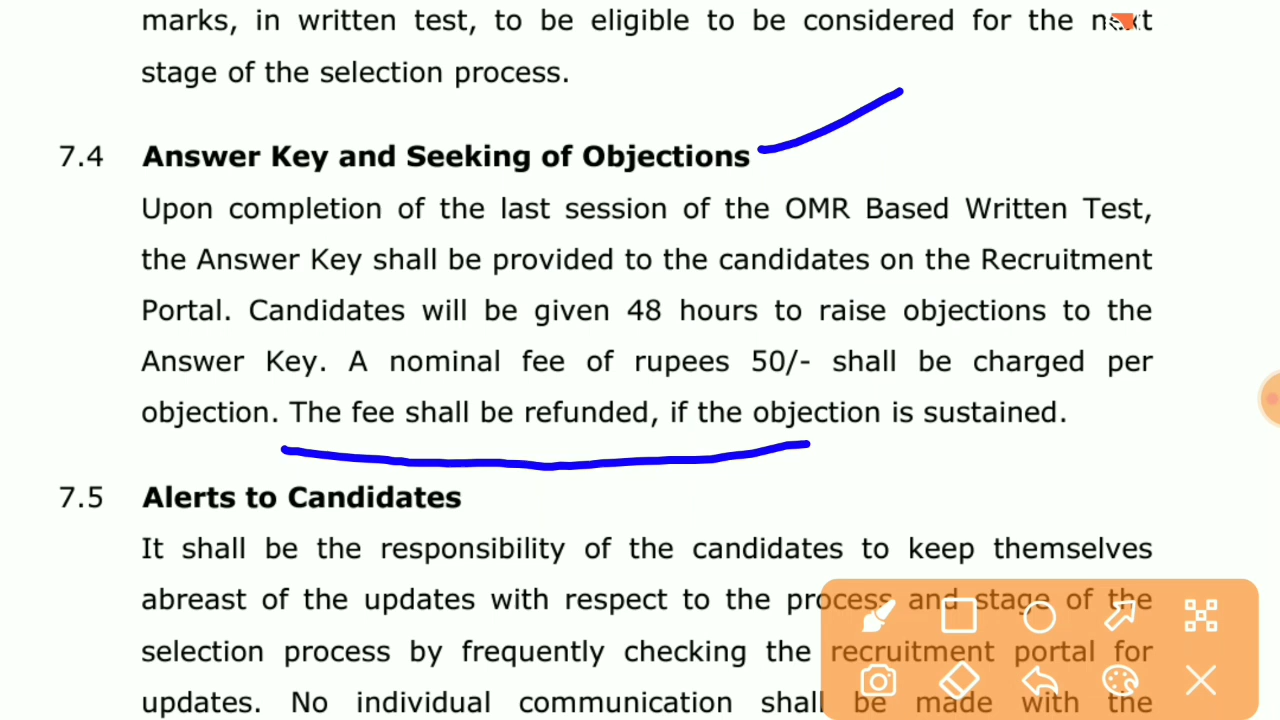 marks, in written test, to be eligible to be considered for the next
stage of the selection process.
7.4 Answer Key and Seeking of Objections
Upon completion of the last session of the OMR Based Written Test,
the Answer Key shall be provided to the candidates on the Recruitment
Portal. Candidates will be given 48 hours to raise objections to the
Answer Key. A nominal fee of rupees 50/- shall be charged per
objection. The fee shall be refunded, if the objection is sustained.
7.5 Alerts to Candidates
It shall be the responsibility of the candidates to keep themselves
abreast of the updates with respect to the process and stage of the
selection process by frequently checking the recruitment portal for
updates. No individual communication shall be made with the